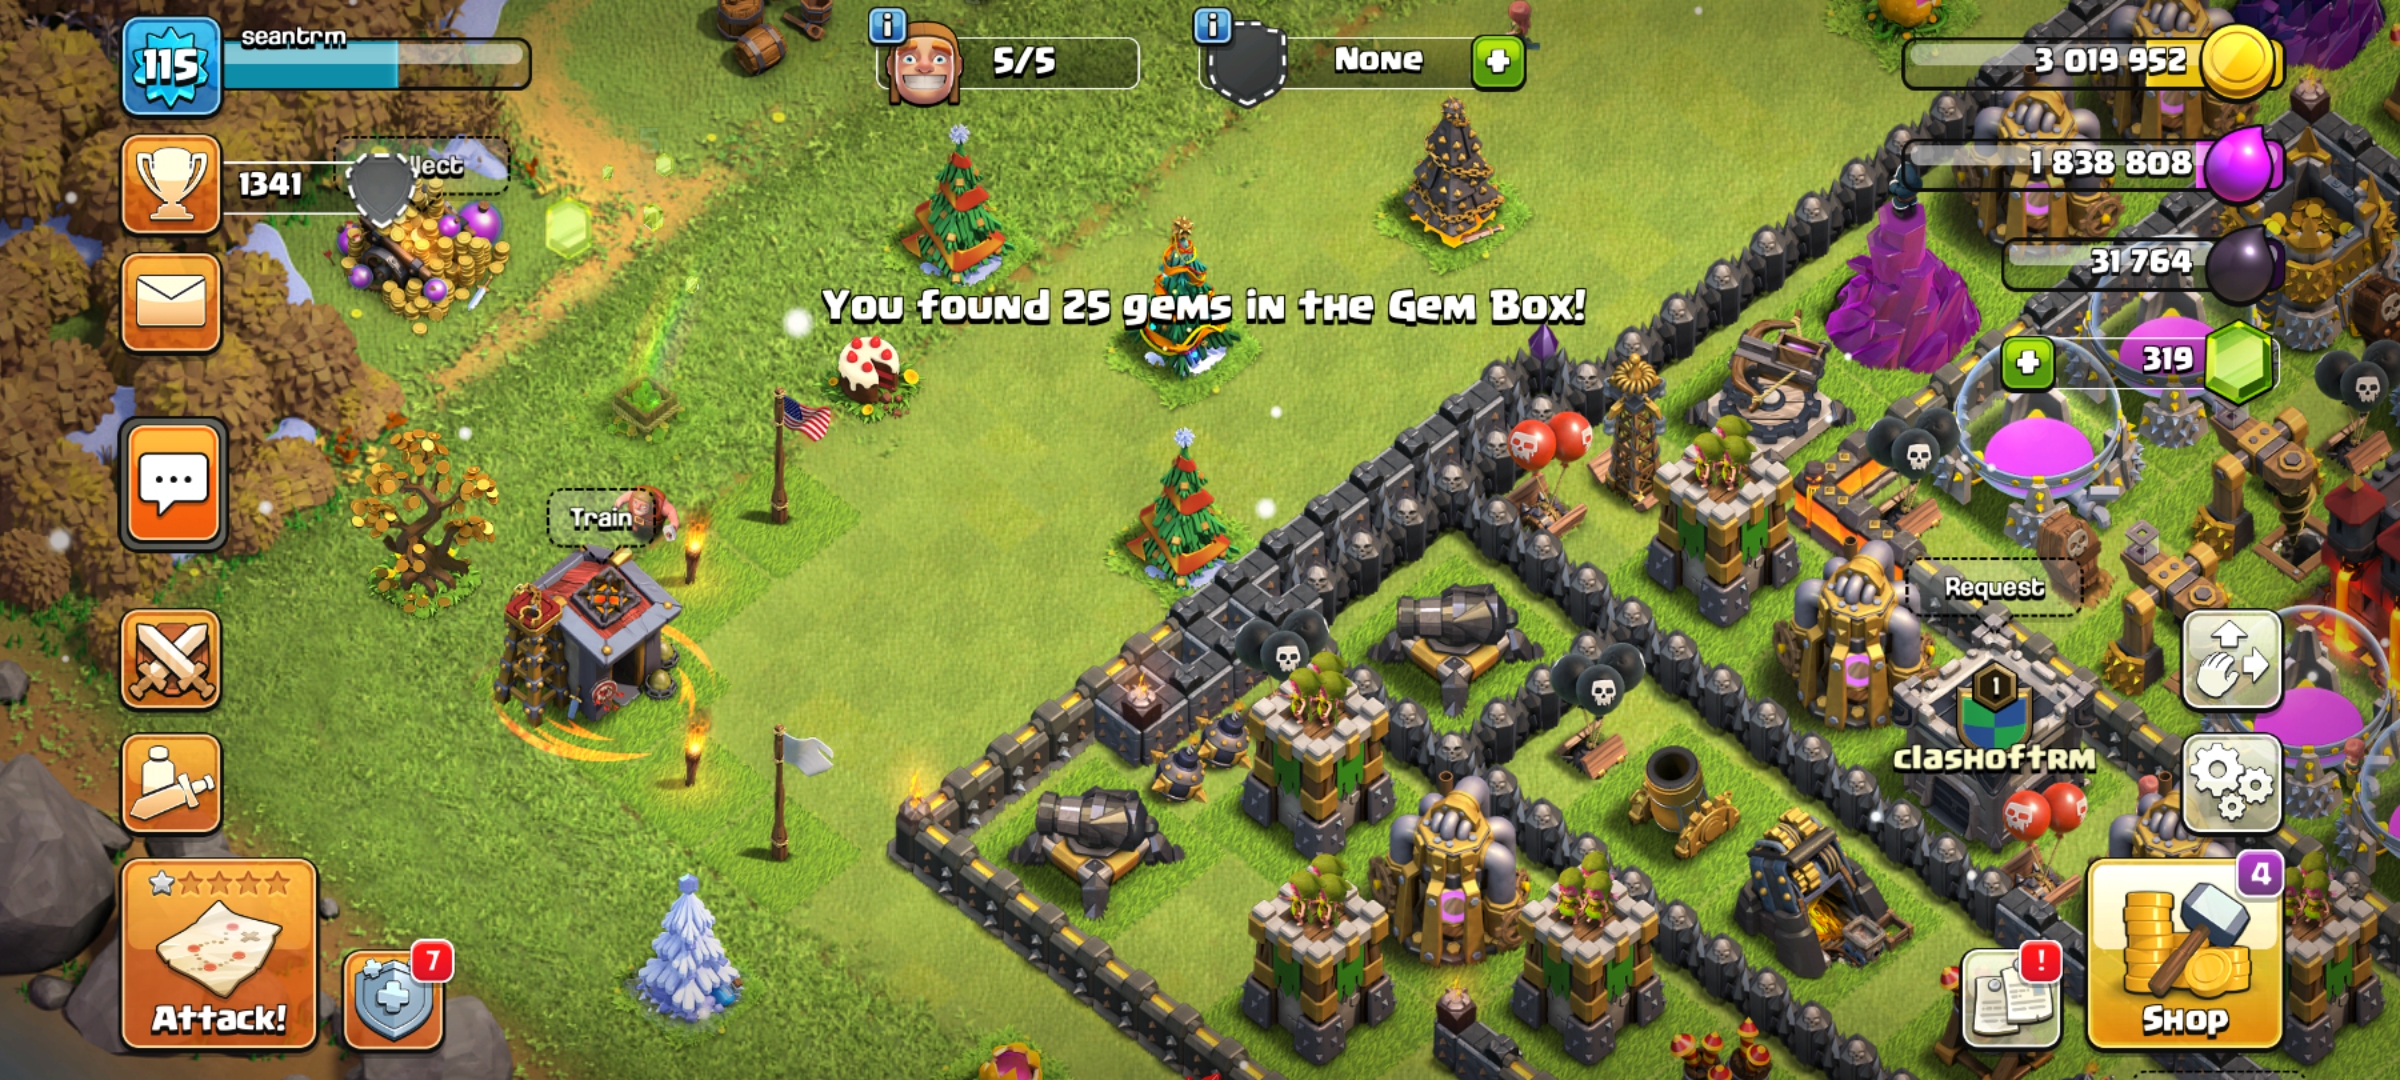 115
seantrm
5/5
None
3 019 952
1341
1 838 808
31 764
You found 25 gems in the Gem Box!
319
Train
Request
1
clashoftrm
4
7
!
Attack!
Shop